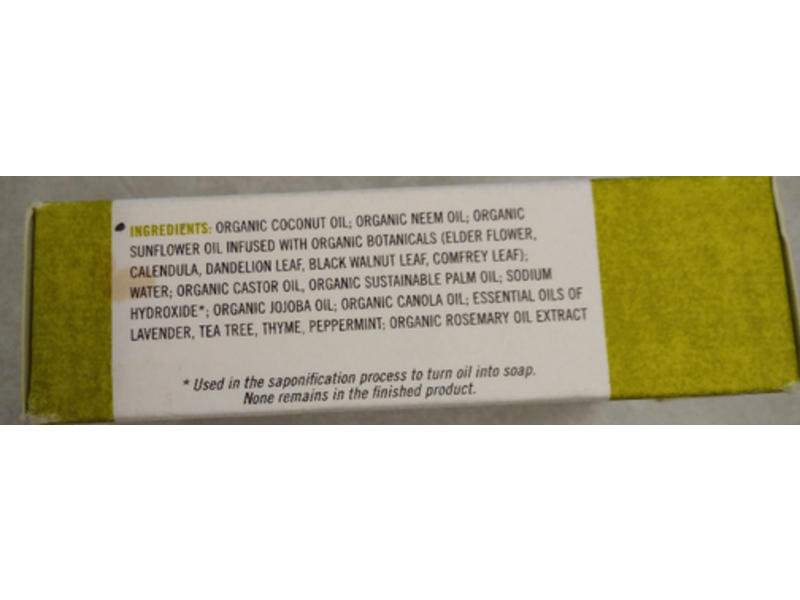 INGREDIENTS: ORGANIC COCONUT OIL; ORGANIC NEEM OIL; ORGANIC
SUNFLOWER OIL INFUSED WITH ORGANIC BOTANICALS (ELDER FLOWER,
CALENDULA, DANDELION LEAF, BLACK WALNUT LEAF, COMFREY LEAF);
WATER; ORGANIC CASTOR OIL, ORGANIC SUSTAINABLE PALM OIL; SODIUM
HYDROXIDE*; ORGANIC JOJOBA OIL; ORGANIC CANOLA OIL; ESSENTIAL OILS OF
LAVENDER, TEA TREE, THYME, PEPPERMINT; ORGANIC ROSEMARY OIL EXTRACT
* Used in the saponification process to turn oil into soap.
None remains in the finished product.